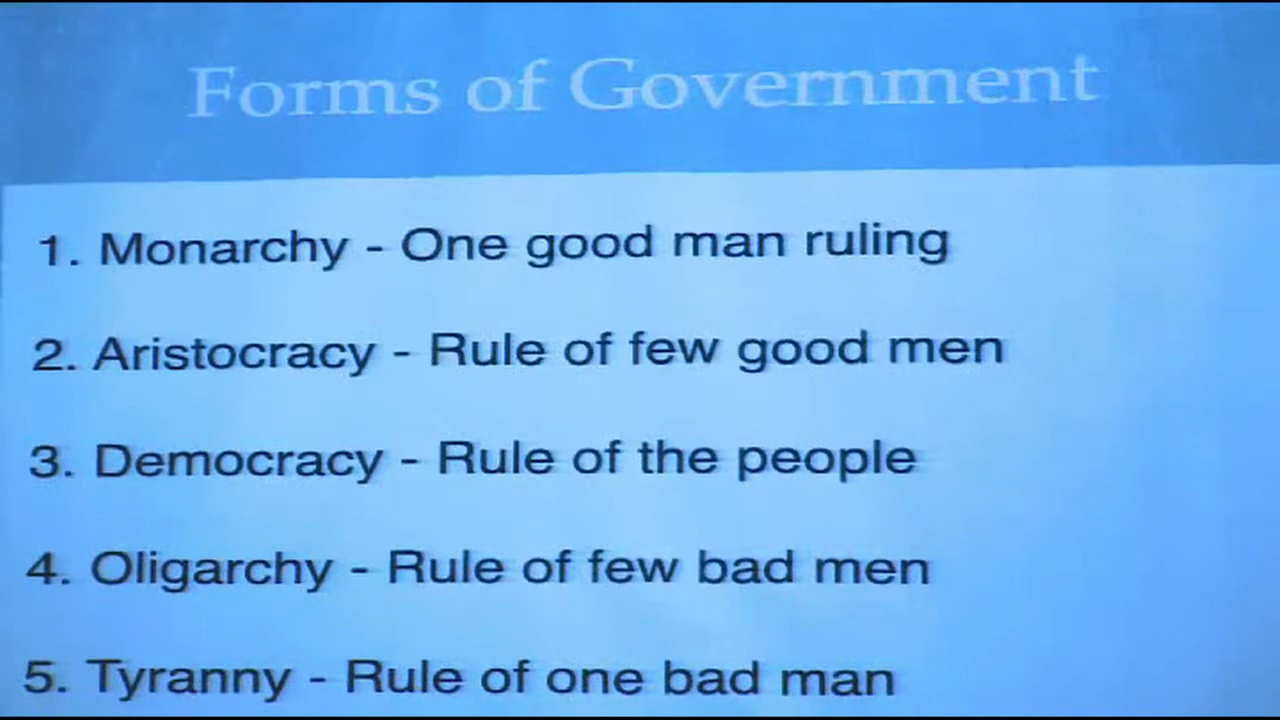 Forms of Government
1. Monarchy - One good man ruling
2. Aristocracy - Rule of few good men
3. Democracy - Rule of the people
4. Oligarchy - Rule of few bad men
5. Tyranny - Rule of one bad man